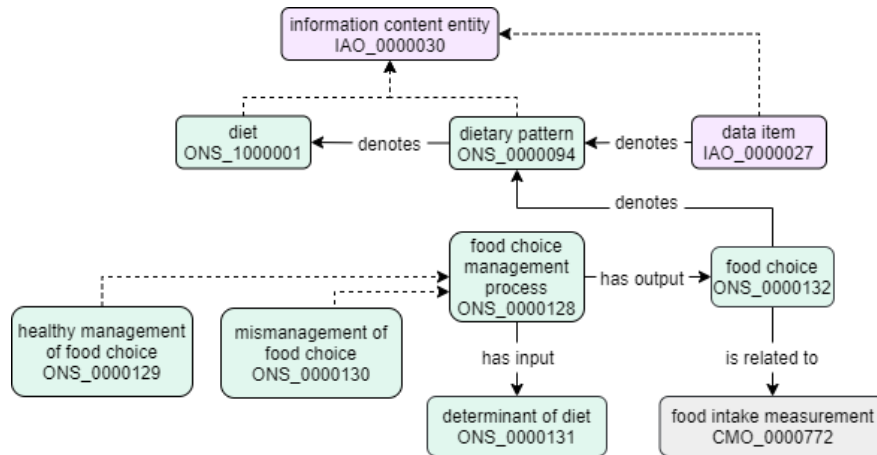 information content entity
IAO_0000030
diet
ONS_1000001
denotes
dietary pattern
ONS_0000094
denotes
data item
IAO_0000027
denotes
food choice
management
process
ONS_0000128
has output
food choice
ONS_0000132
healthy management
of food choice
ONS_0000129
mismanagement of
food choice
ONS_0000130
has input
is related to
determinant of diet
ONS_0000131
food intake measurement
CMO_0000772